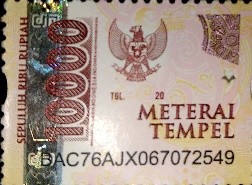 SEPULUH RIBU RUPIAH
10000
TGL. 20
METERAI
TEMPEL
BAC76AJX067072549